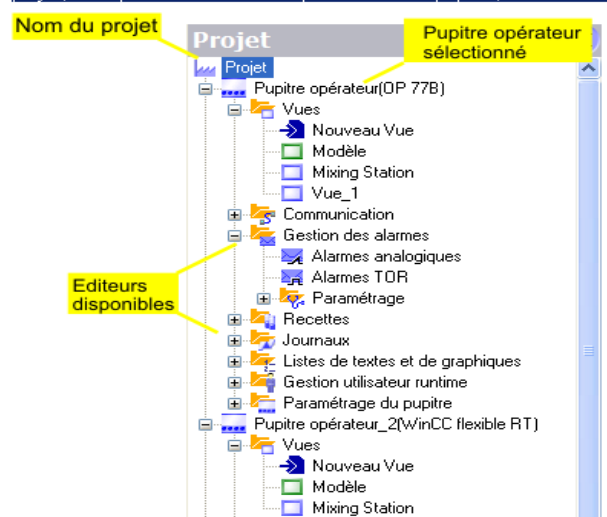 Nom du projet
Pupitre opérateur
sélectionné
Projet
Projet
Pupitre opérateur(OP 77B)
Vues
Nouveau Vue
Modèle
Mixing Station
Vue_1
Communication
Gestion des alarmes
Alarmes analogiques
Alarmes TOR
Editeurs
disponibles
Paramétrage
Recettes
Journaux
Listes de textes et de graphiques
Gestion utilisateur runtime
Paramétrage du pupitre
Pupitre opérateur_2(WinCC flexible RT)
Vues
Nouveau Vue
Modèle
Mixing Station